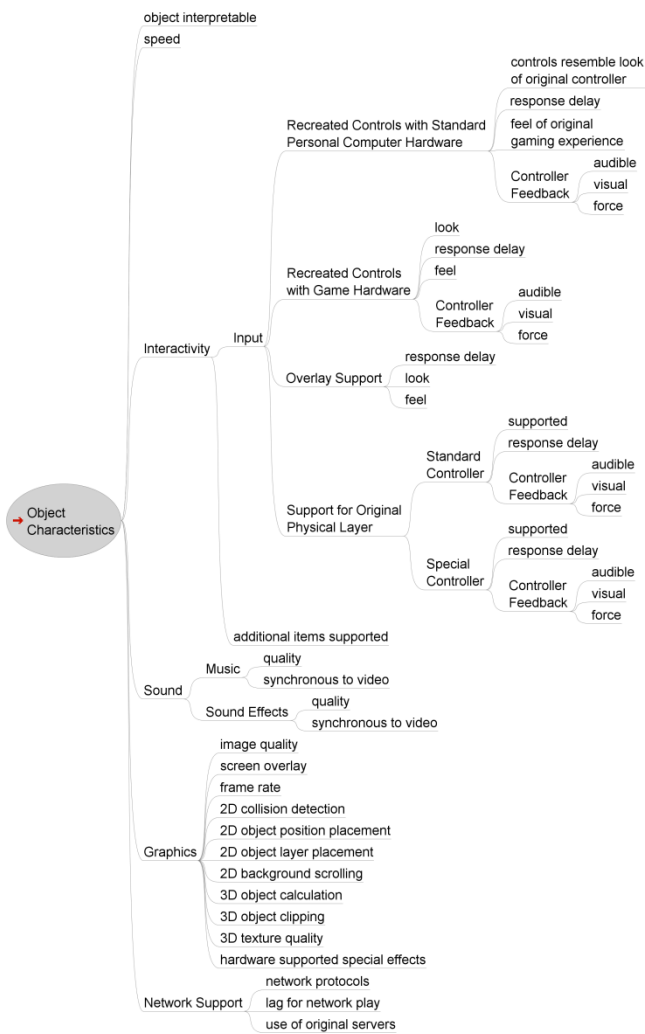 object interpretable
speed
controls resemble look
of original controller
response delay
feel of original
gaming experience
Recreated Controls with Standard
Personal Computer Hardware
Controller
Feedback
audible
visual
force
look
response delay
feel
Recreated Controls
with Game Hardware
Controller
Feedback
audible
visual
force
Interactivity
Input
response delay
Overlay Support
look
feel
supported
response delay
Standard
Controller
Controller
Feedback
audible
visual
force
Support for Original
Physical Layer
supported
response delay
Special
Controller
Controller
Feedback
audible
visual
force
Object
Characteristics
additional items supported
Sound
Music
quality
synchronous to video
Sound Effects
quality
synchronous to video
Graphics
image quality
screen overlay
frame rate
2D collision detection
2D object position placement
2D object layer placement
2D background scrolling
3D object calculation
3D object clipping
3D texture quality
hardware supported special effects
Network Support
network protocols
lag for network play
use of original servers